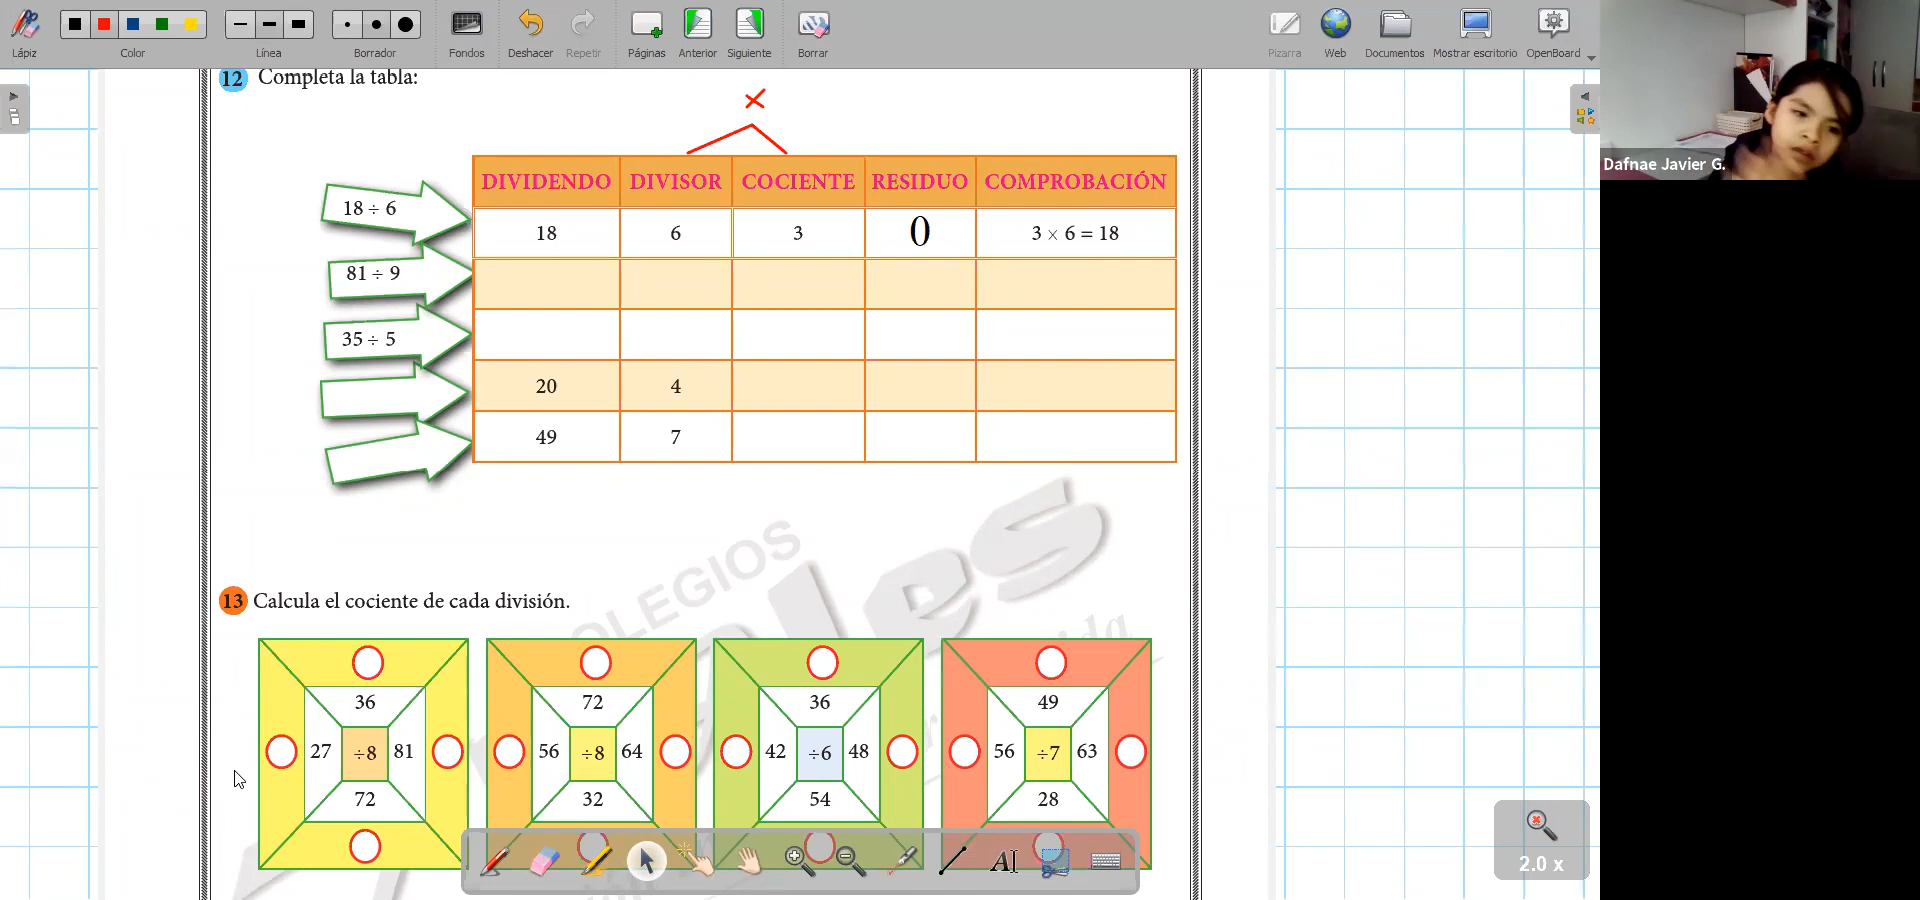 Lápiz Color Línea Borrador Fondos Deshacer Repetir Páginas Anterior Siguiente Borrar Pizarra Web Documentos Mostrar escritorio OpenBoard
Dafnae Javier G.
12 Completa la tabla:
×
DIVIDENDO DIVISOR COCIENTE RESIDUO COMPROBACIÓN
18 ÷ 6 18 6 3 0 3 × 6 = 18
81 ÷ 9
35 ÷ 5
20 4
49 7
COLEGIOS
13 Calcula el cociente de cada división.
36 72 36 49
27 ÷8 81 56 ÷8 64 42 ÷6 48 56 ÷7 63
72 32 54 28
AI
2.0 x